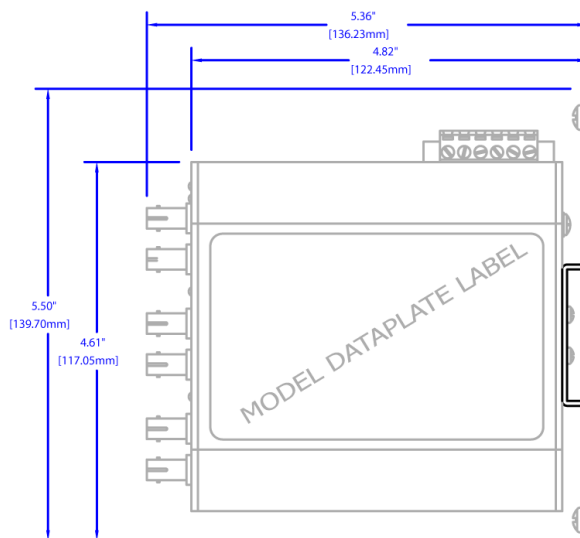 5.36"
[136.23mm]
4.82"
[122.45mm]
5.50"
[139.70mm]
4.61"
[117.05mm]
MODEL DATAPLATE LABEL